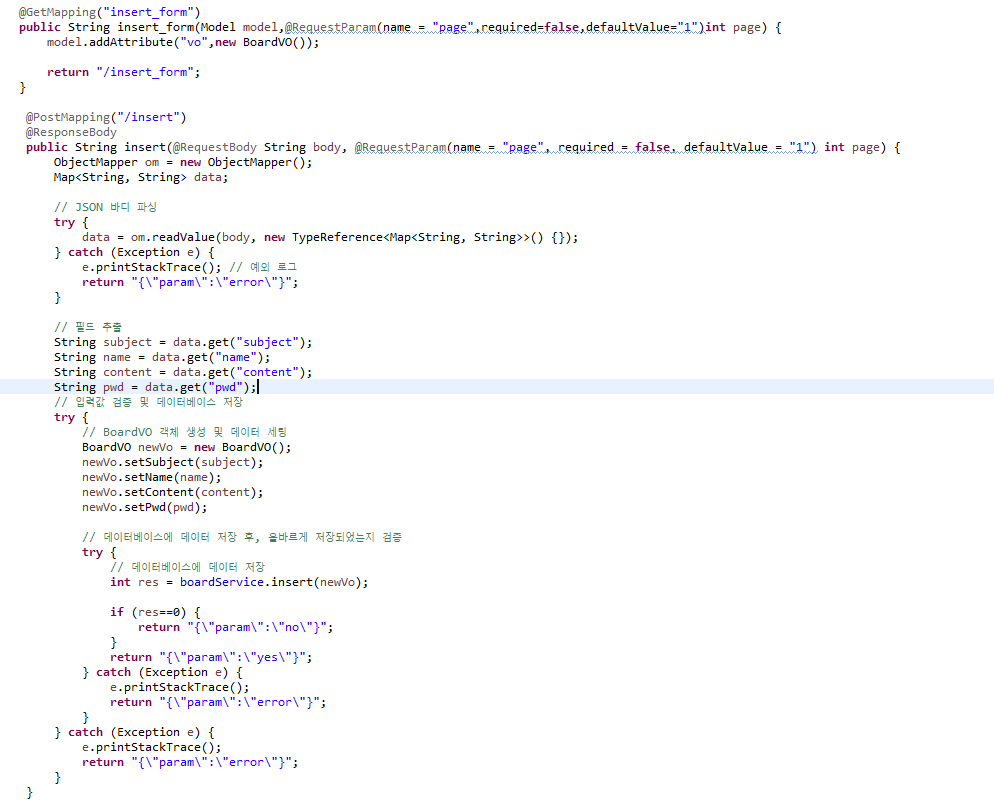 @GetMapping("insert_form")
public String insert_form(Model model,@RequestParam(name = "page",required=false,defaultValue="1")int page) {
    model.addAttribute("vo",new BoardVO());

    return "/insert_form";
}

@PostMapping("/insert")
@ResponseBody
public String insert(@RequestBody String body, @RequestParam(name = "page", required = false, defaultValue = "1") int page) {
    ObjectMapper om = new ObjectMapper();
    Map<String, String> data;

    // JSON 바디 파싱
    try {
        data = om.readValue(body, new TypeReference<Map<String, String>>() {});
    } catch (Exception e) {
        e.printStackTrace(); // 예외 로그
        return "{\"param\":\"error\"}";
    }

    // 필드 추출
    String subject = data.get("subject");
    String name = data.get("name");
    String content = data.get("content");
    String pwd = data.get("pwd");
    // 입력값 검증 및 데이터베이스 저장
    try {
        // BoardVO 객체 생성 및 데이터 세팅
        BoardVO newVo = new BoardVO();
        newVo.setSubject(subject);
        newVo.setName(name);
        newVo.setContent(content);
        newVo.setPwd(pwd);

        // 데이터베이스에 데이터 저장 후, 올바르게 저장되었는지 검증
        try {
            // 데이터베이스에 데이터 저장
            int res = boardService.insert(newVo);

            if (res==0) {
                return "{\"param\":\"no\"}";
            }
            return "{\"param\":\"yes\"}";
        } catch (Exception e) {
            e.printStackTrace();
            return "{\"param\":\"error\"}";
        }
    } catch (Exception e) {
        e.printStackTrace();
        return "{\"param\":\"error\"}";
    }
}